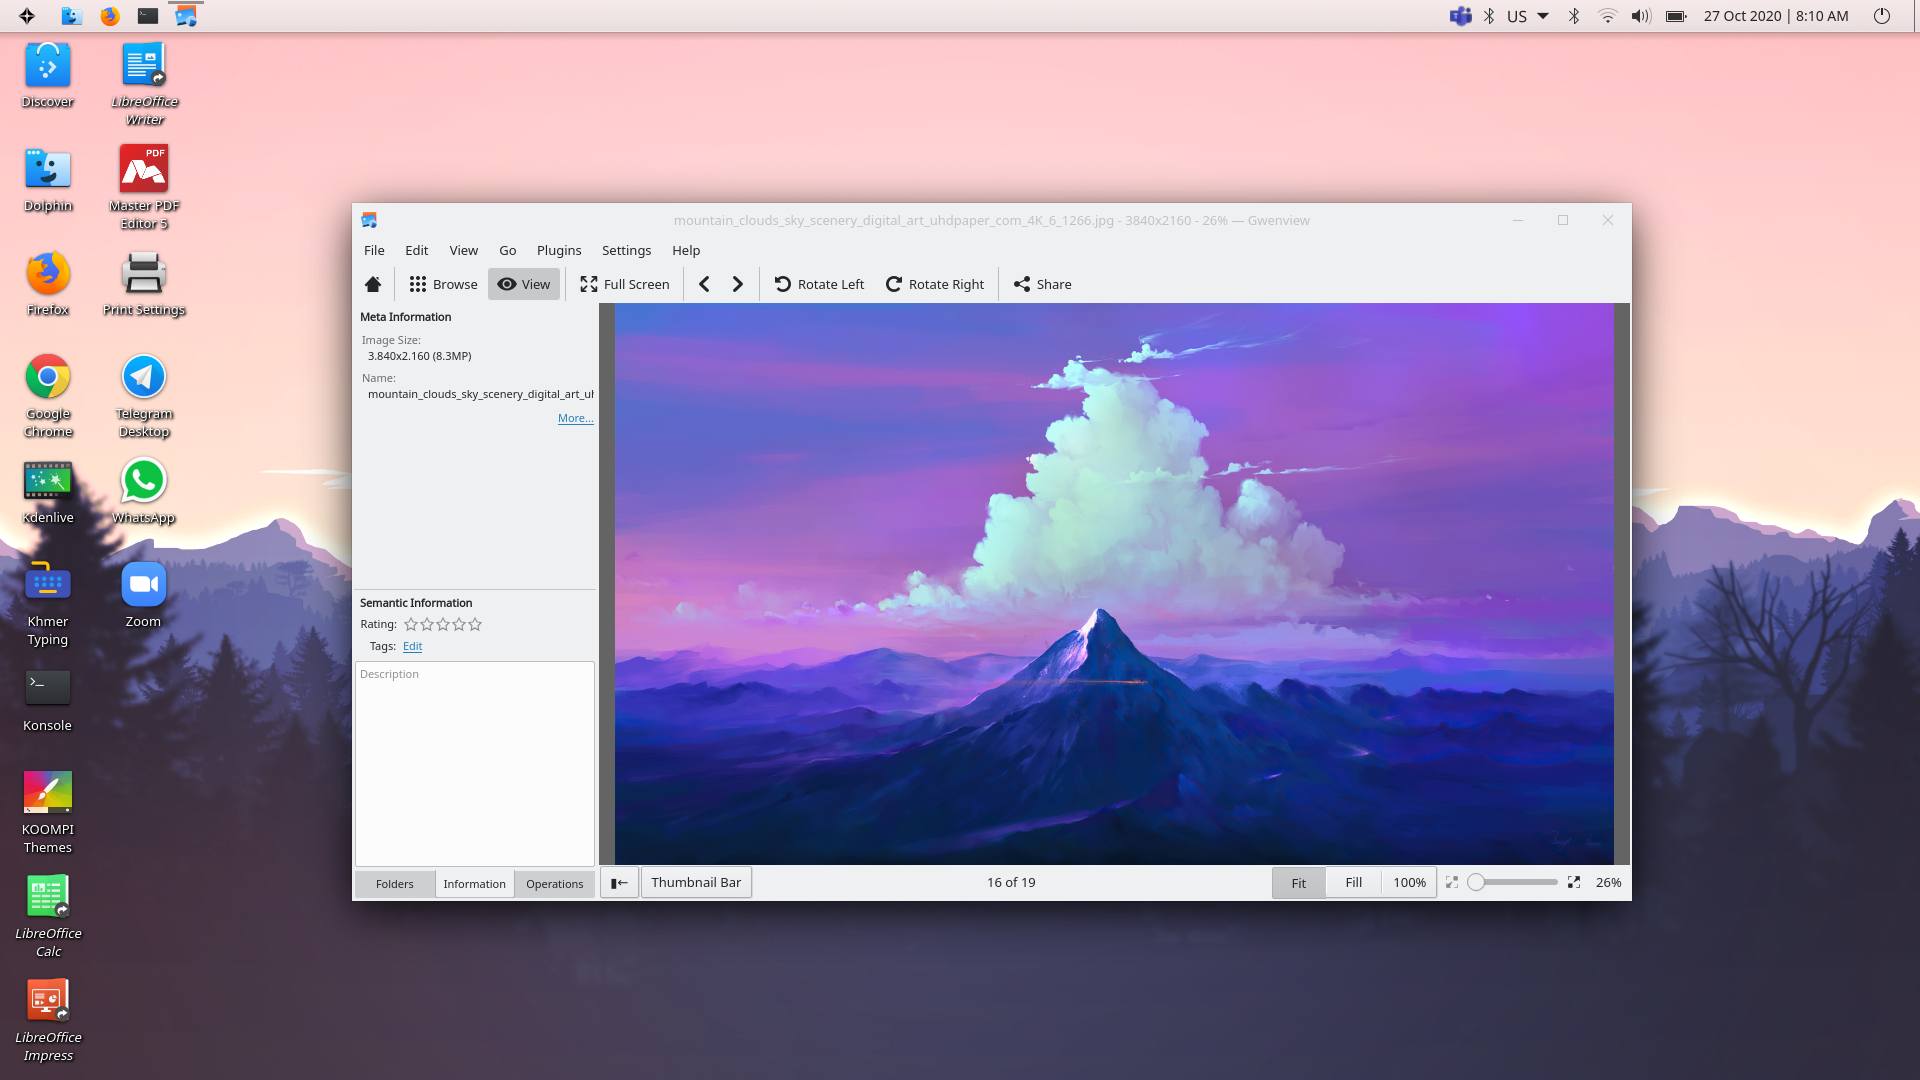 US
27 Oct 2020 | 8:10 AM
Discover
LibreOffice
Writer
Dolphin
PDF
Master PDF
Editor 5
Firefox
Print Settings
Google
Chrome
Telegram
Desktop
Kdenlive
WhatsApp
Khmer
Typing
Zoom
Konsole
KOOMPI
Themes
LibreOffice
Calc
LibreOffice
Impress
mountain_clouds_sky_scenery_digital_art_uhdpaper_com_4K_6_1266.jpg - 3840x2160 - 26% — Gwenview
File Edit View Go Plugins Settings Help
Browse View Full Screen Rotate Left Rotate Right Share
Meta Information
Image Size:
3.840x2.160 (8.3MP)
Name:
mountain_clouds_sky_scenery_digital_art_ul
More...
Semantic Information
Rating:
Tags: Edit
Description
Folders Information Operations
Thumbnail Bar
16 of 19
Fit Fill 100% 26%